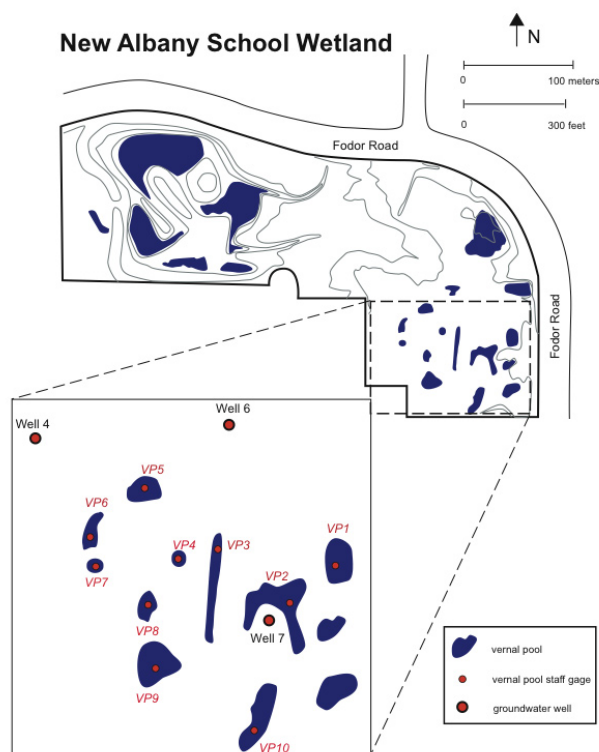 New Albany School Wetland
N
0 100 meters
0 300 feet
Fodor Road
Fodor Road
Well 4
Well 6
VP5
VP6
VP4
VP3
VP1
VP7
VP2
VP8
Well 7
VP9
VP10
vernal pool
vernal pool staff gage
groundwater well